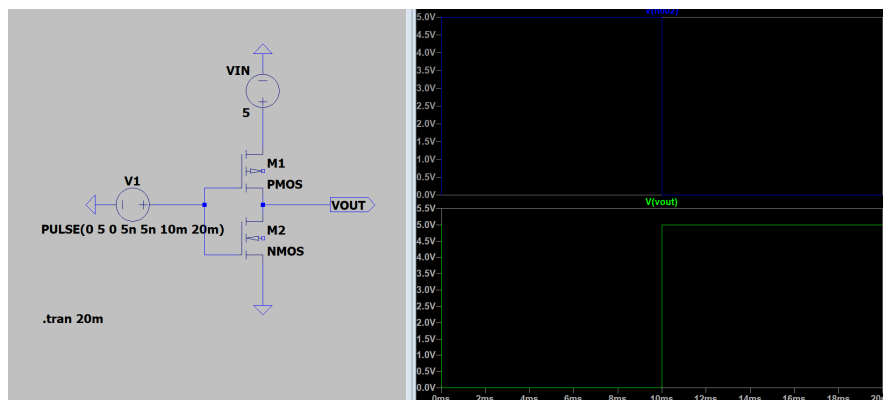 VIN
5
M1
PMOS
V1
VOUT
PULSE(0 5 0 5n 5n 10m 20m)
M2
NMOS
.tran 20m
5.0V
4.5V
4.0V
3.5V
3.0V
2.5V
2.0V
1.5V
1.0V
0.5V
0.0V
V(vout)
5.5V
5.0V
4.5V
4.0V
3.5V
3.0V
2.5V
2.0V
1.5V
1.0V
0.5V
0.0V
0ms 2ms 4ms 6ms 8ms 10ms 12ms 14ms 16ms 18ms